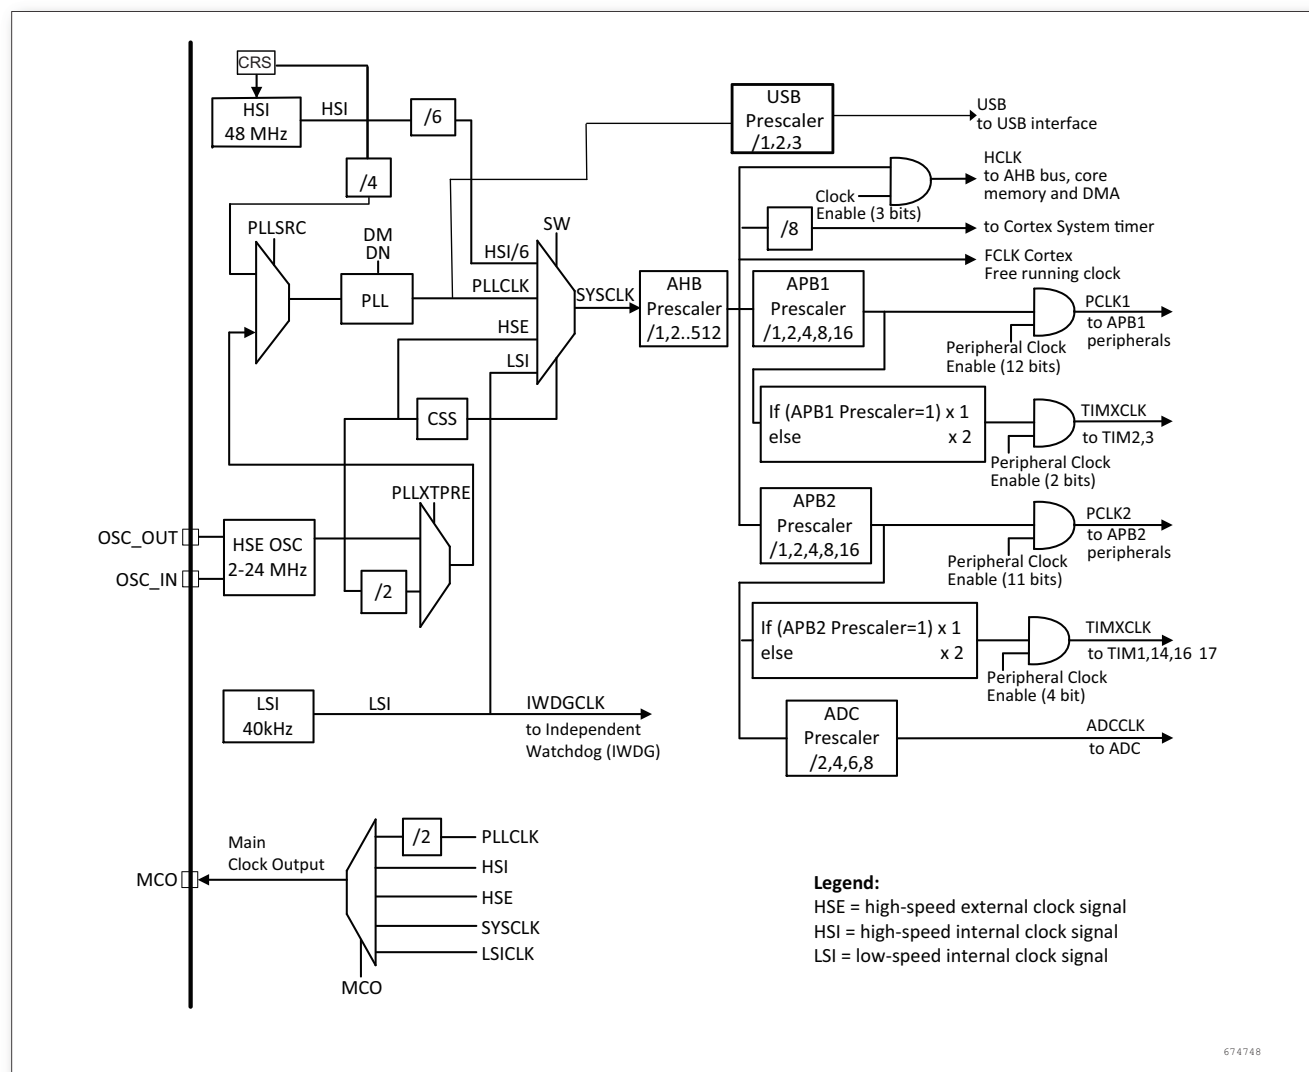 CRS
HSI
48 MHz
HSI
/6
/4
PLLSRC
DM
DN
PLL
SW
HSI/6
PLLCLK
HSE
LSI
SYSCLK
CSS
PLLXTPRE
OSC_OUT
OSC_IN
HSE OSC
2-24 MHz
/2
LSI
40kHz
LSI
IWDGCLK
to Independent
Watchdog (IWDG)
USB
Prescaler
/1,2,3
USB
to USB interface
HCLK
to AHB bus, core
memory and DMA
Clock
Enable (3 bits)
/8
to Cortex System timer
FCLK Cortex
Free running clock
AHB
Prescaler
/1,2..512
APB1
Prescaler
/1,2,4,8,16
PCLK1
to APB1
peripherals
Peripheral Clock
Enable (12 bits)
If (APB1 Prescaler=1) x 1
else x 2
TIMXCLK
to TIM2,3
Peripheral Clock
Enable (2 bits)
APB2
Prescaler
/1,2,4,8,16
PCLK2
to APB2
peripherals
Peripheral Clock
Enable (11 bits)
If (APB2 Prescaler=1) x 1
else x 2
TIMXCLK
to TIM1,14,16 17
Peripheral Clock
Enable (4 bit)
ADC
Prescaler
/2,4,6,8
ADCCLK
to ADC
Main
Clock Output
MCO
/2
PLLCLK
HSI
HSE
SYSCLK
LSICLK
MCO
Legend:
HSE = high-speed external clock signal
HSI = high-speed internal clock signal
LSI = low-speed internal clock signal
674748